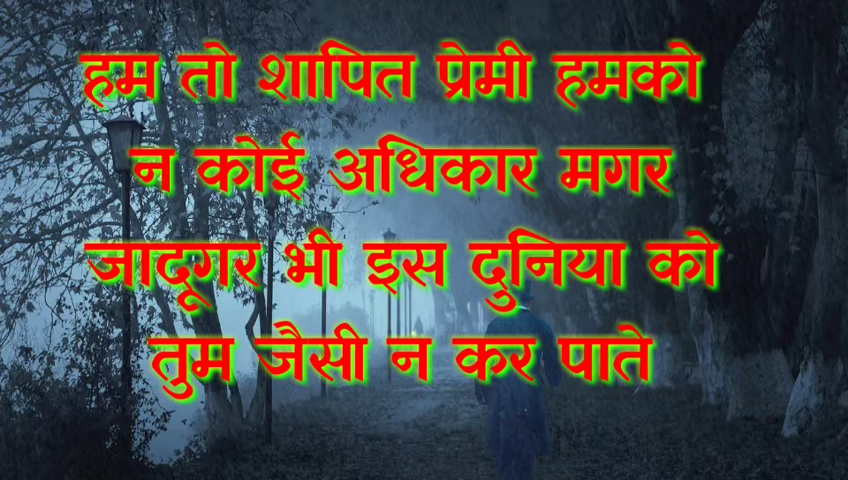 हम तो शापित प्रेमी हमको
न कोई अधिकार मगर
जादूगर भी इस दुनिया को
तुम जैसी न कर पाते